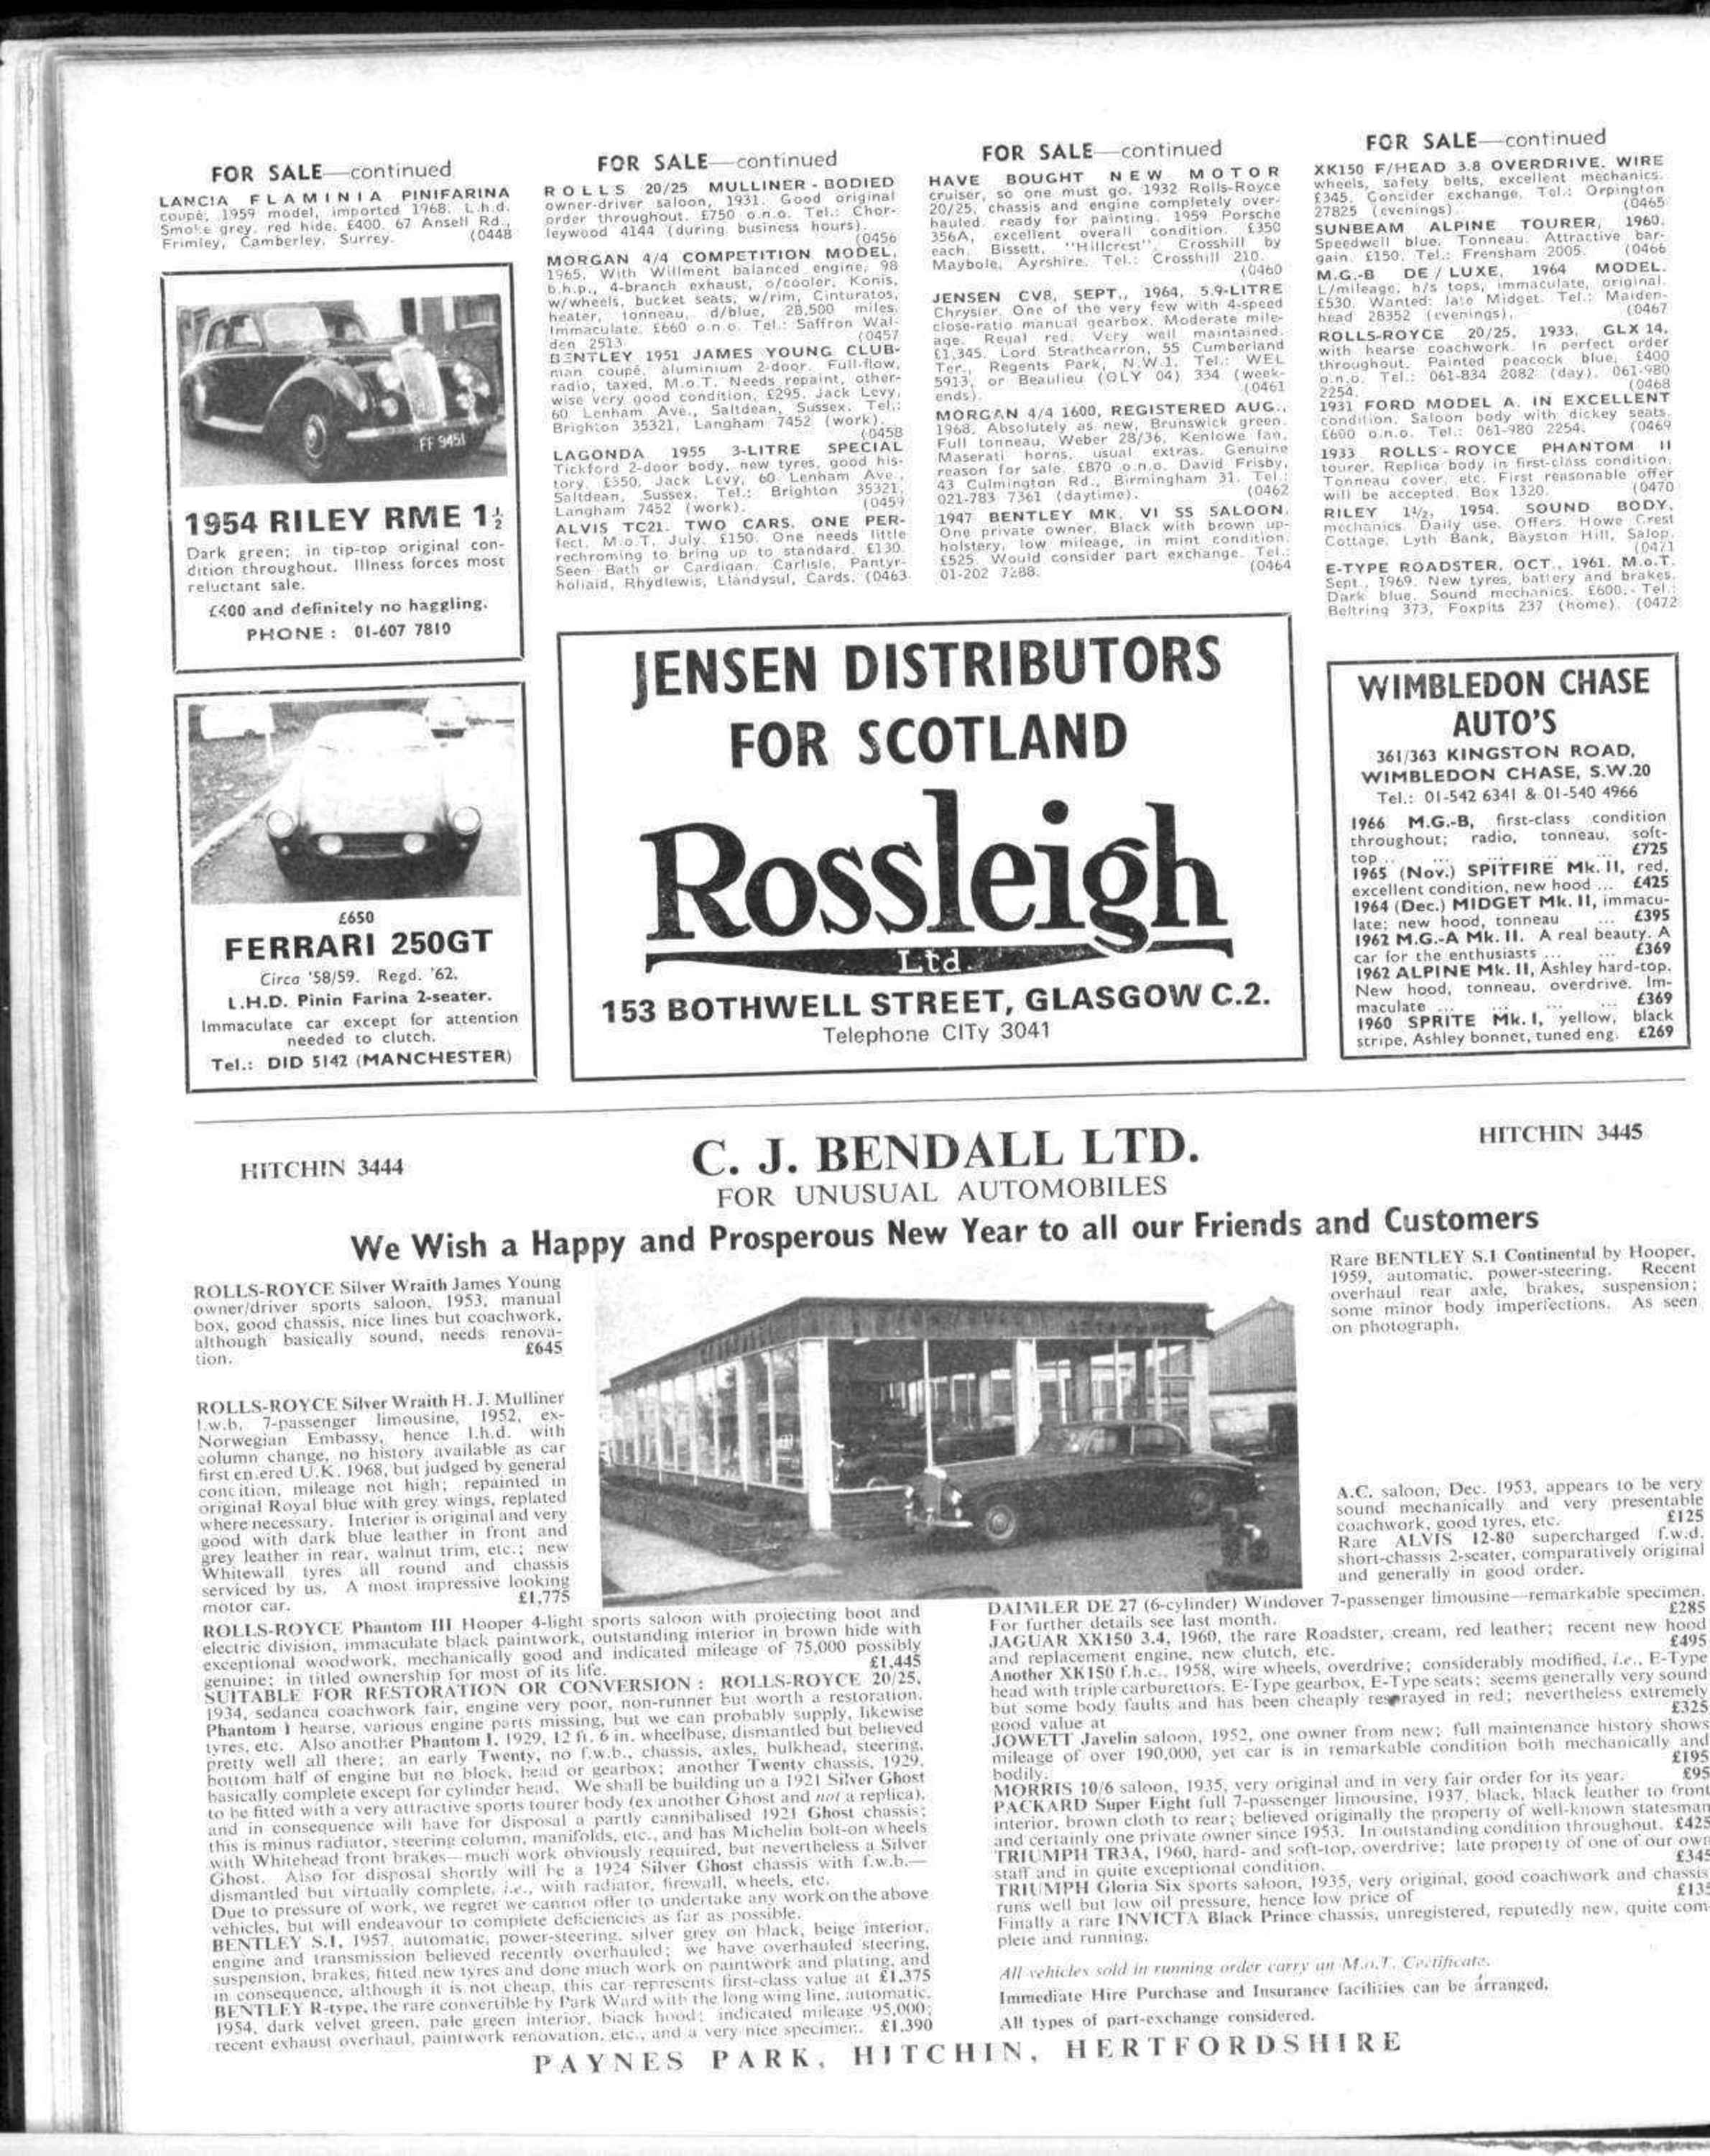 FOR SALE—continued
LANCIA FLAMINIA PINIFARINA
coupé, 1959 model, imported 1968. L.h.d.
Smoke grey, red hide. £400. 67 Ansell Rd.,
Frimley, Camberley, Surrey. (0448
FF 9451
1954 RILEY RME 1½
Dark green; in tip-top original con-
dition throughout. Illness forces most
reluctant sale.
£400 and definitely no haggling.
PHONE : 01-607 7810
£650
FERRARI 250GT
Circa '58/59. Regd. '62.
L.H.D. Pinin Farina 2-seater.
Immaculate car except for attention
needed to clutch.
Tel.: DID 5142 (MANCHESTER)
FOR SALE—continued
ROLLS 20/25 MULLINER-BODIED
owner-driver saloon, 1931. Good original
order throughout. £750 o.n.o. Tel.: Chor-
leywood 4144 (during business hours).
(0456
MORGAN 4/4 COMPETITION MODEL,
1965. With Willment balanced engine, 98
b.h.p., 4-branch exhaust, o/cooler, Konis,
w/wheels, bucket seats, w/rim, Cinturatos,
heater, tonneau, d/blue, 28,500 miles.
Immaculate. £660 o.n.o. Tel.: Saffron Wal-
den 2513. (0457
BENTLEY 1951 JAMES YOUNG CLUB-
man coupé, aluminium 2-door. Full-flow,
radio, taxed, M.o.T. Needs repaint, other-
wise very good condition, £295. Jack Levy,
60 Lenham Ave., Saltdean, Sussex. Tel.:
Brighton 35321, Langham 7452 (work).
(0458
LAGONDA 1955 3-LITRE SPECIAL
Tickford 2-door body, new tyres, good his-
tory. £550. Jack Levy, 60 Lenham Ave.,
Saltdean, Sussex. Tel.: Brighton 35321,
Langham 7452 (work). (0459
ALVIS TC21. TWO CARS. ONE PER-
fect. M.o.T. July. £150. One needs little
rechroming to bring up to standard. £130.
Seen Bath or Cardigan. Carlisle, Pantyr-
holiaid, Rhydlewis, Llandysul, Cards. (0463
FOR SALE—continued
HAVE BOUGHT NEW MOTOR
cruiser, so one must go. 1932 Rolls-Royce
20/25, chassis and engine completely over-
hauled, ready for painting. 1959 Porsche
356A, excellent overall condition. £350
each. Bissett, "Hillcrest", Crosshill by
Maybole, Ayrshire. Tel.: Crosshill 210.
(0460
JENSEN CV8, SEPT., 1964, 5.9-LITRE
Chrysler. One of the very few with 4-speed
close-ratio manual gearbox. Moderate mile-
age. Regal red. Very well maintained.
£1,345. Lord Strathcarron, 55 Cumberland
Ter., Regents Park, N.W.1. Tel.: WEL
5913, or Beaulieu (OLY 04) 334 (week-
ends). (0461
MORGAN 4/4 1600, REGISTERED AUG.,
1968. Absolutely as new, Brunswick green.
Full tonneau, Weber 28/36, Kenlowe fan,
Maserati horns, usual extras. Genuine
reason for sale. £870 o.n.o. David Frisby,
43 Culmington Rd., Birmingham 31. Tel.:
021-783 7361 (daytime). (0462
1947 BENTLEY MK. VI SS SALOON.
One private owner. Black with brown up-
holstery, low mileage, in mint condition.
£525. Would consider part exchange. Tel.:
01-202 7288. (0464
FOR SALE—continued
XK150 F/HEAD 3.8 OVERDRIVE, WIRE
wheels, safety belts, excellent mechanics.
£345. Consider exchange. Tel.: Orpington
27825 (evenings). (0465
SUNBEAM ALPINE TOURER, 1960.
Speedwell blue. Tonneau. Attractive bar-
gain. £150. Tel.: Frensham 2005. (0466
M.G.-B DE/LUXE, 1964 MODEL.
L/mileage, h/s tops, immaculate, original.
£530. Wanted: late Midget. Tel.: Maiden-
head 28352 (evenings). (0467
ROLLS-ROYCE 20/25, 1933, GLX 14,
with hearse coachwork. In perfect order
throughout. Painted peacock blue, £400
o.n.o. Tel.: 061-834 2082 (day), 061-980
2254. (0468
1931 FORD MODEL A. IN EXCELLENT
condition. Saloon body with dickey seats.
£600 o.n.o. Tel.: 061-980 2254. (0469
1933 ROLLS-ROYCE PHANTOM II
tourer. Replica body in first-class condition.
Tonneau cover, etc. First reasonable offer
will be accepted. Box 1320. (0470
RILEY 1½, 1954. SOUND BODY,
mechanics. Daily use. Offers. Howe Crest
Cottage, Lyth Bank, Bayston Hill, Salop.
(0471
E-TYPE ROADSTER, OCT., 1961. M.o.T.
Sept., 1969. New tyres, battery and brakes.
Dark blue. Sound mechanics. £600. Tel.:
Beltring 373, Foxpits 237 (home). (0472
JENSEN DISTRIBUTORS
FOR SCOTLAND
Rossleigh
Ltd.
153 BOTHWELL STREET, GLASGOW C.2.
Telephone CITy 3041
WIMBLEDON CHASE
AUTO'S
361/363 KINGSTON ROAD,
WIMBLEDON CHASE, S.W.20
Tel.: 01-542 6341 & 01-540 4966
1966 M.G.-B, first-class condition
throughout; radio, tonneau, soft-
top ... ... ... ... £725
1965 (Nov.) SPITFIRE Mk. II, red,
excellent condition, new hood ... £425
1964 (Dec.) MIDGET Mk. II, immacu-
late; new hood, tonneau ... £395
1962 M.G.-A Mk. II. A real beauty. A
car for the enthusiasts ... ... £369
1962 ALPINE Mk. II, Ashley hard-top.
New hood, tonneau, overdrive. Im-
maculate ... ... ... ... £369
1960 SPRITE Mk. I, yellow, black
stripe, Ashley bonnet, tuned eng. £269
HITCHIN 3444
C. J. BENDALL LTD.
HITCHIN 3445
FOR UNUSUAL AUTOMOBILES
We Wish a Happy and Prosperous New Year to all our Friends and Customers
ROLLS-ROYCE Silver Wraith James Young
owner/driver sports saloon, 1953, manual
box, good chassis, nice lines but coachwork,
although basically sound, needs renova-
tion. £645
ROLLS-ROYCE Silver Wraith H. J. Mulliner
l.w.b. 7-passenger limousine, 1952, ex-
Norwegian Embassy, hence l.h.d. with
column change, no history available as car
first entered U.K. 1968, but judged by general
condition, mileage not high; repainted in
original Royal blue with grey wings, replated
where necessary. Interior is original and very
good with dark blue leather in front and
grey leather in rear, walnut trim, etc.; new
Whitewall tyres all round and chassis
serviced by us. A most impressive looking
motor car. £1,775
ROLLS-ROYCE Phantom III Hooper 4-light sports saloon with projecting boot and
electric division, immaculate black paintwork, outstanding interior in brown hide with
exceptional woodwork, mechanically good and indicated mileage of 75,000 possibly
genuine; in titled ownership for most of its life. £1,445
SUITABLE FOR RESTORATION OR CONVERSION : ROLLS-ROYCE 20/25,
1934, sedanca coachwork fair, engine very poor, non-runner but worth a restoration.
Phantom I hearse, various engine parts missing, but we can probably supply, likewise
tyres, etc. Also another Phantom I, 1929, 12 ft. 6 in. wheelbase, dismantled but believed
pretty well all there; an early Twenty, no f.w.b., chassis, axles, bulkhead, steering,
bottom half of engine but no block, head or gearbox; another Twenty chassis, 1929,
basically complete except for cylinder head. We shall be building up a 1921 Silver Ghost
to be fitted with a very attractive sports tourer body (ex another Ghost and not a replica),
and in consequence will have for disposal a partly cannibalised 1921 Ghost chassis;
this is minus radiator, steering column, manifolds, etc., and has Michelin bolt-on wheels
with Whitehead front brakes—much work obviously required, but nevertheless a Silver
Ghost. Also for disposal shortly will be a 1924 Silver Ghost chassis with f.w.b.—
dismantled but virtually complete, i.e., with radiator, firewall, wheels, etc.
Due to pressure of work, we regret we cannot offer to undertake any work on the above
vehicles, but will endeavour to complete deficiencies as far as possible.
BENTLEY S.1, 1957, automatic, power-steering, silver grey on black, beige interior,
engine and transmission believed recently overhauled; we have overhauled steering,
suspension, brakes, fitted new tyres and done much work on paintwork and plating, and
in consequence, although it is not cheap, this car represents first-class value at £1,375
BENTLEY R-type, the rare convertible by Park Ward with the long wing line, automatic,
1954, dark velvet green, pale green interior, black hood; indicated mileage 95,000;
recent exhaust overhaul, paintwork renovation, etc., and a very nice specimen. £1,390
Rare BENTLEY S.1 Continental by Hooper,
1959, automatic, power-steering. Recent
overhaul rear axle, brakes, suspension;
some minor body imperfections. As seen
on photograph.
A.C. saloon, Dec. 1953, appears to be very
sound mechanically and very presentable
coachwork, good tyres, etc. £125
Rare ALVIS 12-80 supercharged f.w.d.
short-chassis 2-seater, comparatively original
and generally in good order.
DAIMLER DE 27 (6-cylinder) Windover 7-passenger limousine—remarkable specimen.
For further details see last month. £285
JAGUAR XK150 3.4, 1960, the rare Roadster, cream, red leather; recent new hood
and replacement engine, new clutch, etc. £495
Another XK150 f.h.c., 1958, wire wheels, overdrive; considerably modified, i.e., E-Type
head with triple carburettors, E-Type gearbox, E-Type seats; seems generally very sound
but some body faults and has been cheaply resprayed in red; nevertheless extremely
good value at £325
JOWETT Javelin saloon, 1952, one owner from new; full maintenance history shows
mileage of over 190,000, yet car is in remarkable condition both mechanically and
bodily. £195
MORRIS 10/6 saloon, 1935, very original and in very fair order for its year. £95
PACKARD Super Eight full 7-passenger limousine, 1937, black, black leather to front
interior, brown cloth to rear; believed originally the property of well-known statesman
and certainly one private owner since 1953. In outstanding condition throughout. £425
TRIUMPH TR3A, 1960, hard- and soft-top, overdrive; late property of one of our own
staff and in quite exceptional condition. £345
TRIUMPH Gloria Six sports saloon, 1935, very original, good coachwork and chassis
runs well but low oil pressure, hence low price of £135
Finally a rare INVICTA Black Prince chassis, unregistered, reputedly new, quite com-
plete and running.
All vehicles sold in running order carry an M.o.T. Certificate.
Immediate Hire Purchase and Insurance facilities can be arranged.
All types of part-exchange considered.
PAYNES PARK, HITCHIN, HERTFORDSHIRE